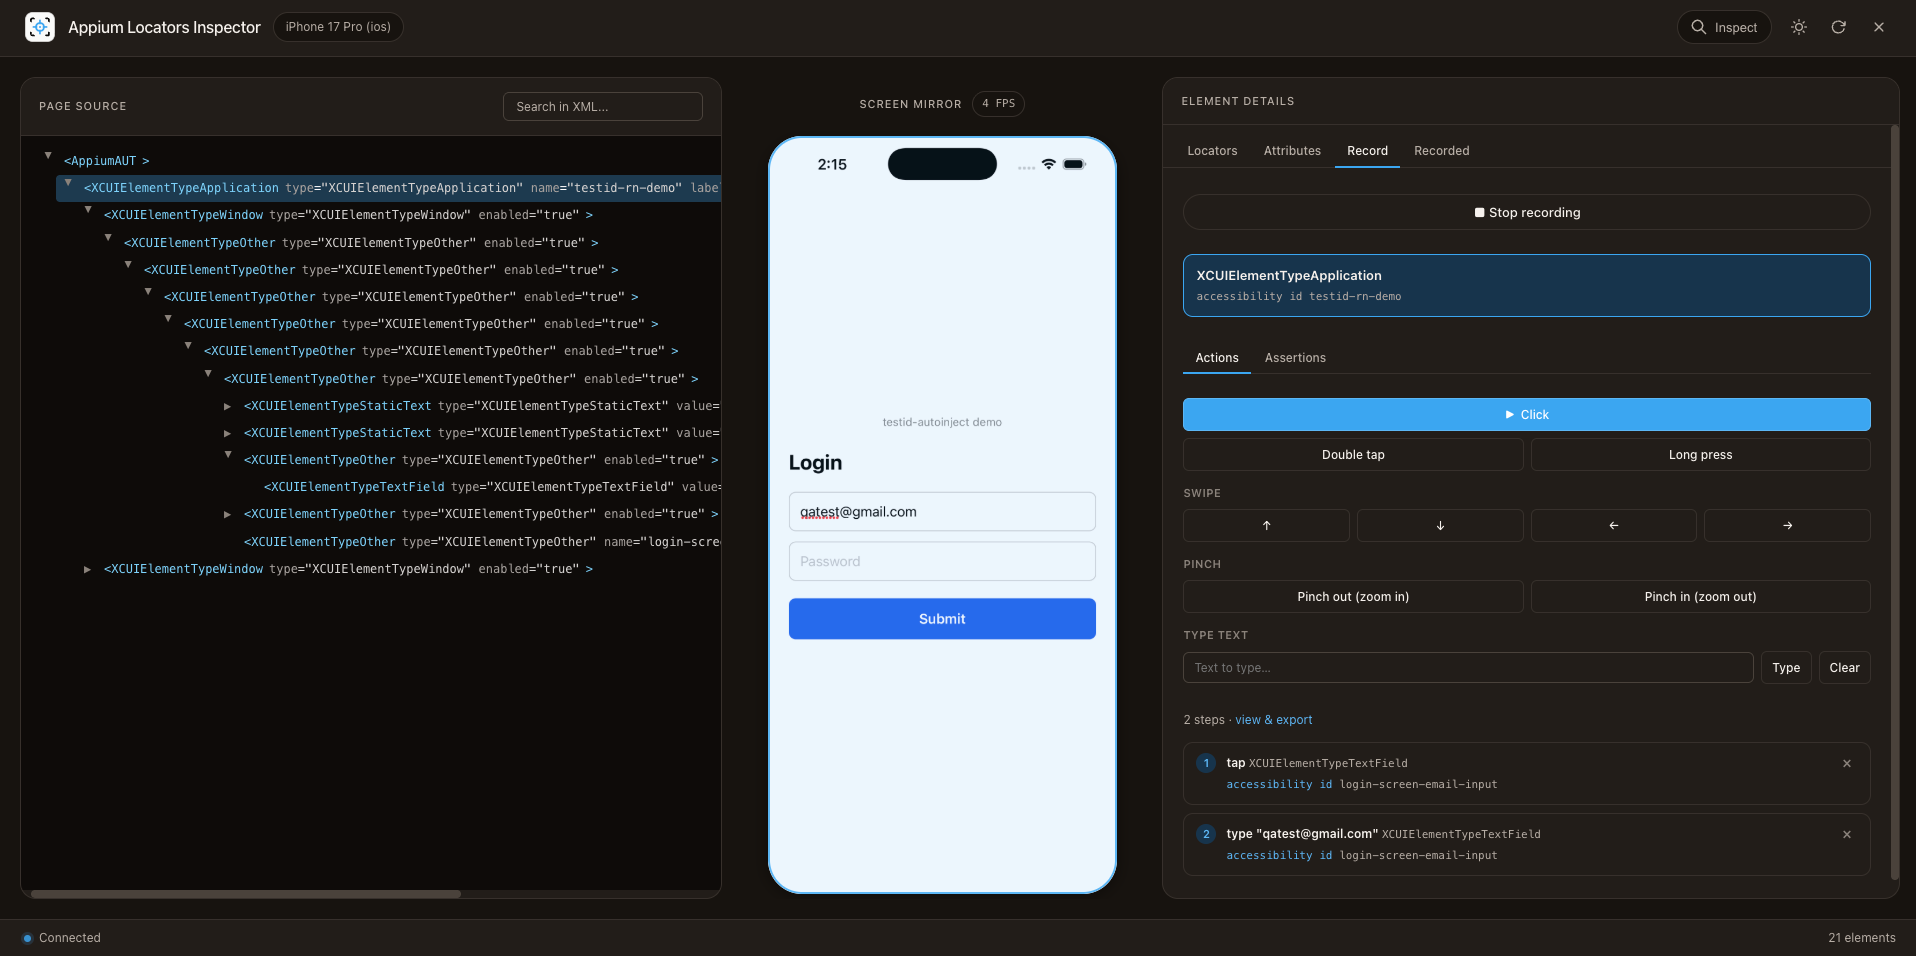 Appium Locators Inspector
iPhone 17 Pro (ios)
Inspect
PAGE SOURCE
Search in XML...
<AppiumAUT >
<XCUIElementTypeApplication type="XCUIElementTypeApplication" name="testid-rn-demo" labe
<XCUIElementTypeWindow type="XCUIElementTypeWindow" enabled="true" >
<XCUIElementTypeOther type="XCUIElementTypeOther" enabled="true" >
<XCUIElementTypeOther type="XCUIElementTypeOther" enabled="true" >
<XCUIElementTypeOther type="XCUIElementTypeOther" enabled="true" >
<XCUIElementTypeOther type="XCUIElementTypeOther" enabled="true" >
<XCUIElementTypeOther type="XCUIElementTypeOther" enabled="true" >
<XCUIElementTypeOther type="XCUIElementTypeOther" enabled="true" >
<XCUIElementTypeStaticText type="XCUIElementTypeStaticText" value=
<XCUIElementTypeStaticText type="XCUIElementTypeStaticText" value=
<XCUIElementTypeOther type="XCUIElementTypeOther" enabled="true" >
<XCUIElementTypeTextField type="XCUIElementTypeTextField" value=
<XCUIElementTypeOther type="XCUIElementTypeOther" enabled="true" >
<XCUIElementTypeOther type="XCUIElementTypeOther" name="login-scree
<XCUIElementTypeWindow type="XCUIElementTypeWindow" enabled="true" >
SCREEN MIRROR
4 FPS
2:15
testid-autoinject demo
Login
qatest@gmail.com
Password
Submit
ELEMENT DETAILS
Locators Attributes Record Recorded
Stop recording
XCUIElementTypeApplication
accessibility id testid-rn-demo
Actions Assertions
Click
Double tap
Long press
SWIPE
↑ ↓ ← →
PINCH
Pinch out (zoom in)
Pinch in (zoom out)
TYPE TEXT
Text to type...
Type
Clear
2 steps · view & export
1 tap XCUIElementTypeTextField
accessibility id login-screen-email-input
2 type "qatest@gmail.com" XCUIElementTypeTextField
accessibility id login-screen-email-input
Connected
21 elements